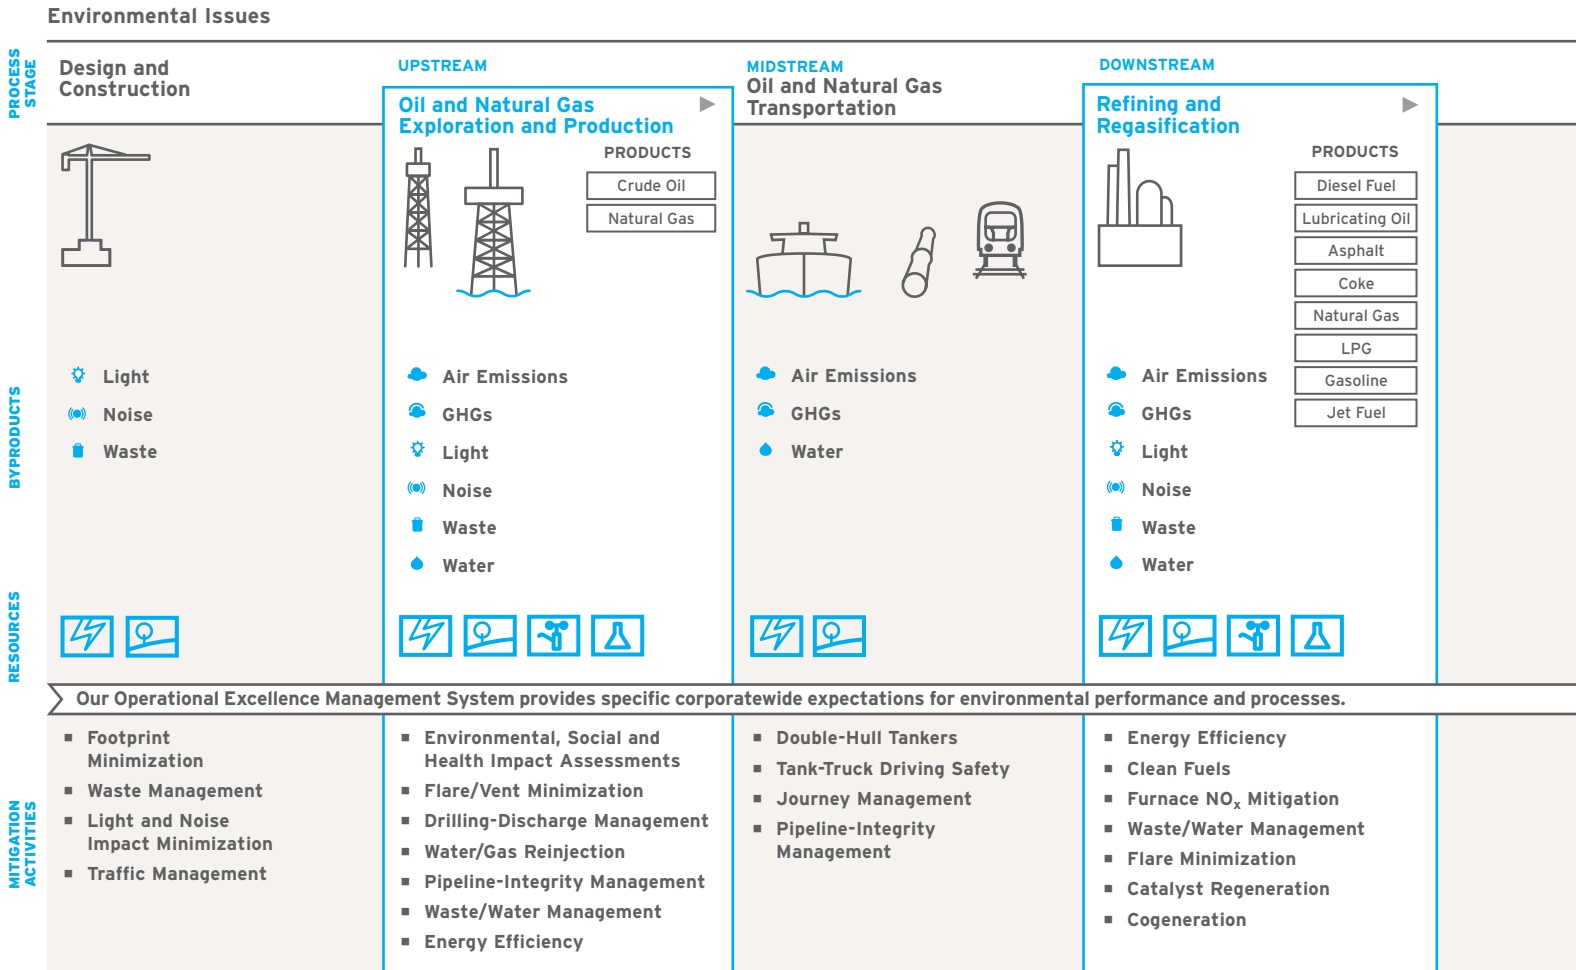 Environmental Issues
PROCESS
STAGE
Design and
Construction
UPSTREAM
Oil and Natural Gas
Exploration and Production
PRODUCTS
Crude Oil
Natural Gas
MIDSTREAM
Oil and Natural Gas
Transportation
DOWNSTREAM
Refining and
Regasification
PRODUCTS
Diesel Fuel
Lubricating Oil
Asphalt
Coke
Natural Gas
LPG
Gasoline
Jet Fuel
BYPRODUCTS
Light
Noise
Waste
Air Emissions
GHGs
Light
Noise
Waste
Water
Air Emissions
GHGs
Water
Air Emissions
GHGs
Light
Noise
Waste
Water
RESOURCES
Our Operational Excellence Management System provides specific corporatewide expectations for environmental performance and processes.
MITIGATION
ACTIVITIES
▪ Footprint
Minimization
▪ Waste Management
▪ Light and Noise
Impact Minimization
▪ Traffic Management
▪ Environmental, Social and
Health Impact Assessments
▪ Flare/Vent Minimization
▪ Drilling-Discharge Management
▪ Water/Gas Reinjection
▪ Pipeline-Integrity Management
▪ Waste/Water Management
▪ Energy Efficiency
▪ Double-Hull Tankers
▪ Tank-Truck Driving Safety
▪ Journey Management
▪ Pipeline-Integrity
Management
▪ Energy Efficiency
▪ Clean Fuels
▪ Furnace NOx Mitigation
▪ Waste/Water Management
▪ Flare Minimization
▪ Catalyst Regeneration
▪ Cogeneration